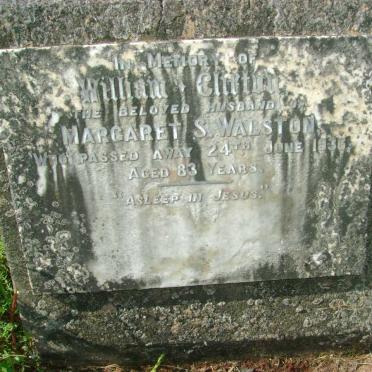 In Memory of
William Clifton
the beloved husband of
Margaret S. Walston
Who passed away 24th June
Aged 83 Years.
"Asleep in Jesus."